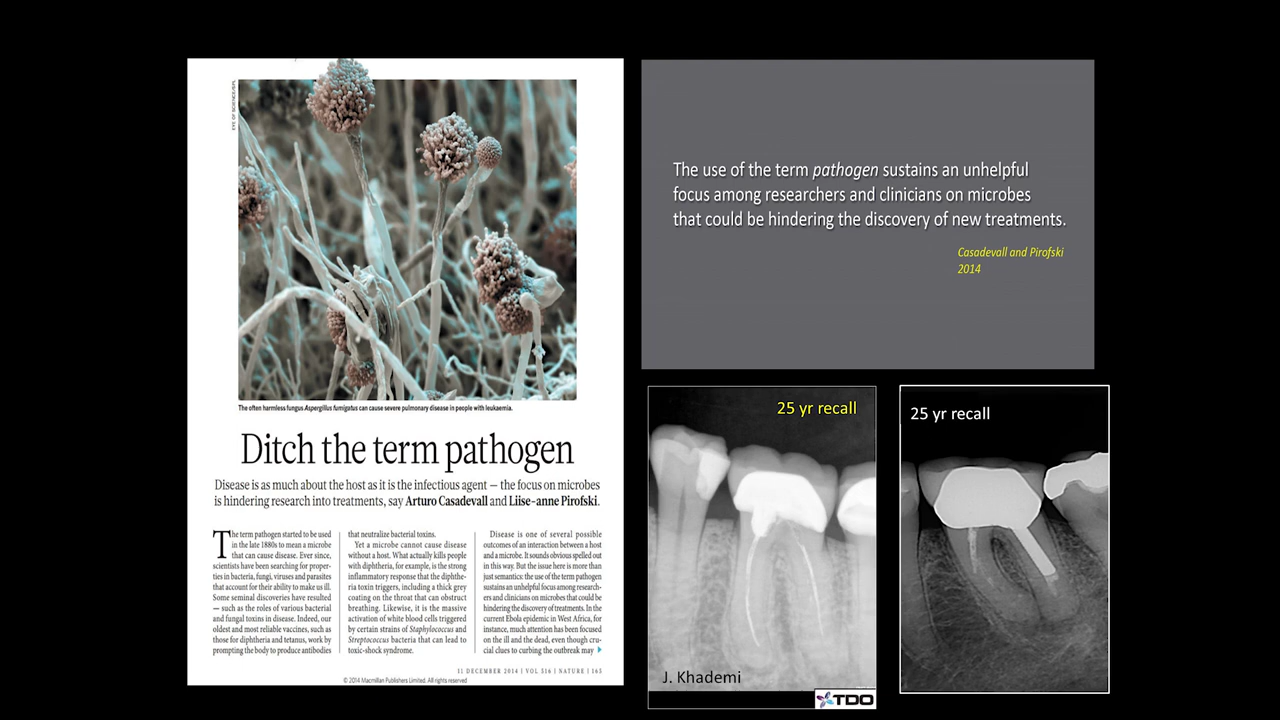 EYE OF SCIENCE/SPL
The often harmless fungus Aspergillus fumigatus can cause severe pulmonary disease in people with leukaemia.
Ditch the term pathogen
Disease is as much about the host as it is the infectious agent — the focus on microbes
is hindering research into treatments, say Arturo Casadevall and Liise-anne Pirofski.
The term pathogen started to be used
in the late 1880s to mean a microbe
that can cause disease. Ever since,
scientists have been searching for proper-
ties in bacteria, fungi, viruses and parasites
that account for their ability to make us ill.
Some seminal discoveries have resulted
— such as the roles of various bacterial
and fungal toxins in disease. Indeed, our
oldest and most reliable vaccines, such as
those for diphtheria and tetanus, work by
prompting the body to produce antibodies
that neutralize bacterial toxins.
Yet a microbe cannot cause disease
without a host. What actually kills people
with diphtheria, for example, is the strong
inflammatory response that the diphthe-
ria toxin triggers, including a thick grey
coating on the throat that can obstruct
breathing. Likewise, it is the massive
activation of white blood cells triggered
by certain strains of Staphylococcus and
Streptococcus bacteria that can lead to
toxic-shock syndrome.
Disease is one of several possible
outcomes of an interaction between a host
and a microbe. It sounds obvious spelled out
in this way. But the issue here is more than
just semantics: the use of the term pathogen
sustains an unhelpful focus among research-
ers and clinicians on microbes that could be
hindering the discovery of treatments. In the
current Ebola epidemic in West Africa, for
instance, much attention has been focused
on the ill and the dead, even though cru-
cial clues to curbing the outbreak may
11 DECEMBER 2014 | VOL 516 | NATURE | 165
© 2014 Macmillan Publishers Limited. All rights reserved
The use of the term pathogen sustains an unhelpful
focus among researchers and clinicians on microbes
that could be hindering the discovery of new treatments.
Casadevall and Pirofski
2014
25 yr recall
J. Khademi
TDO
25 yr recall